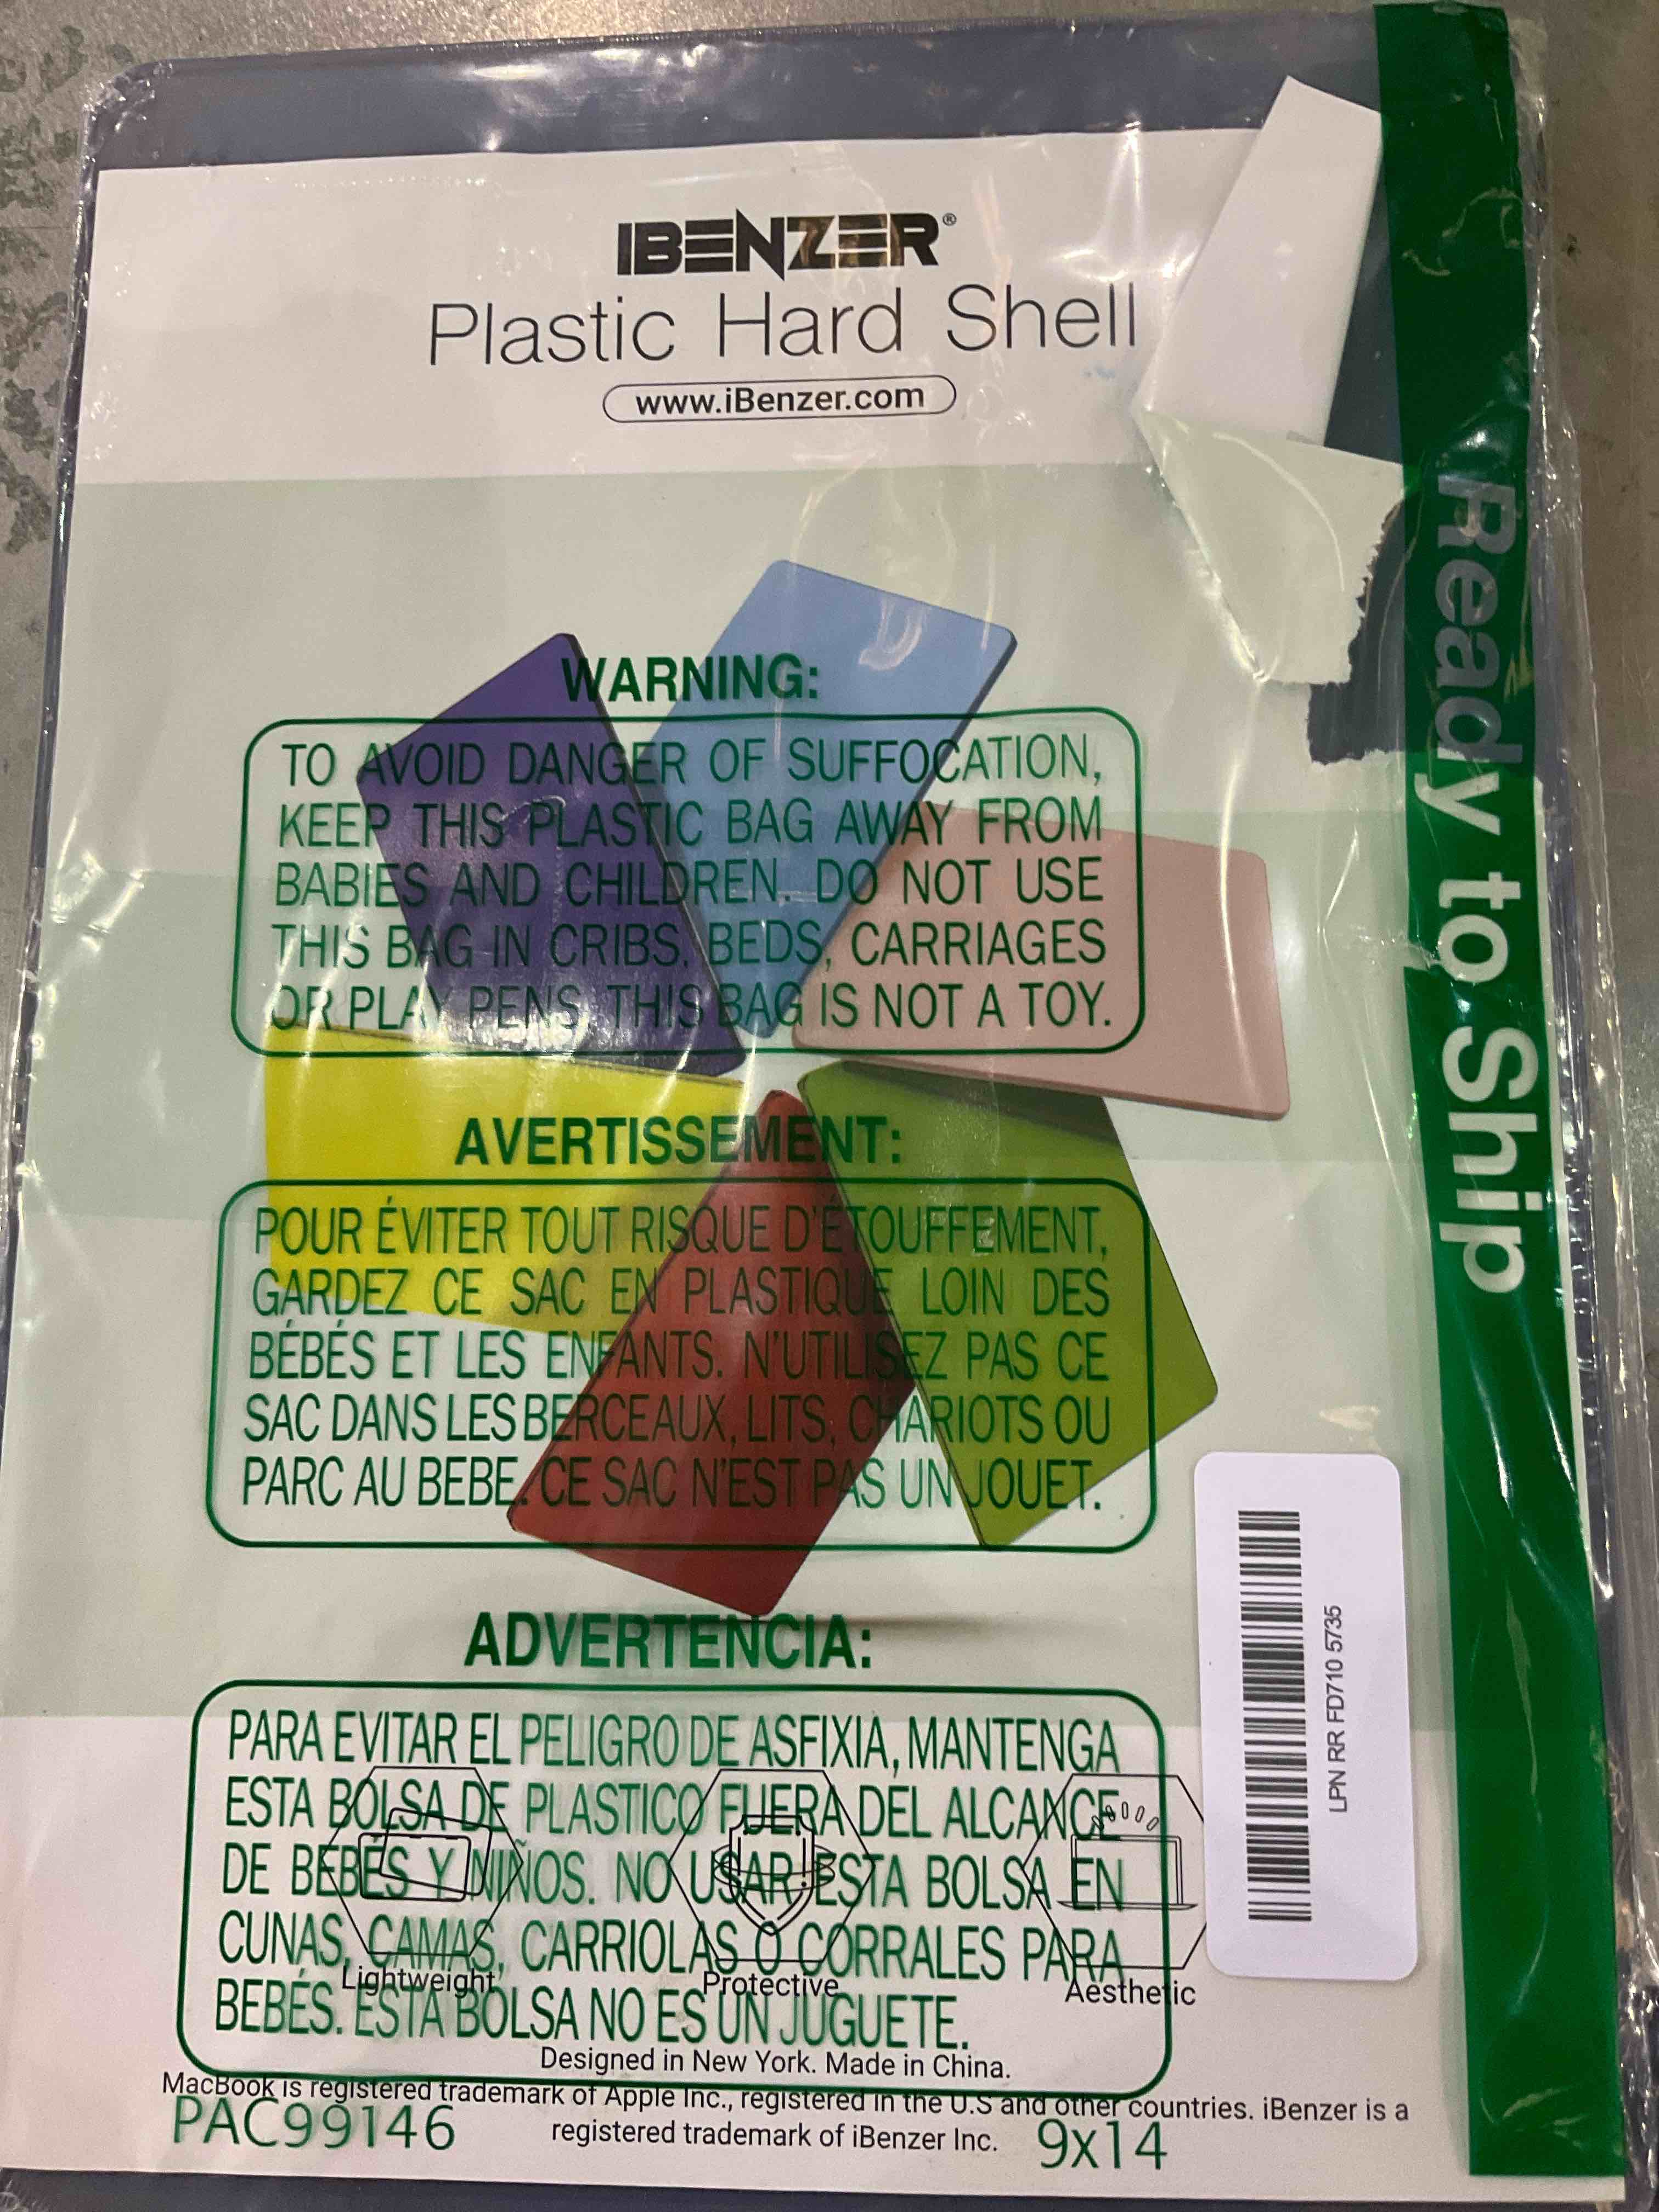 IBENZER®
Plastic Hard Shell
www.iBenzer.com
Ready to Ship
WARNING:
TO AVOID DANGER OF SUFFOCATION,
KEEP THIS PLASTIC BAG AWAY FROM
BABIES AND CHILDREN. DO NOT USE
THIS BAG IN CRIBS, BEDS, CARRIAGES
OR PLAY PENS. THIS BAG IS NOT A TOY.
AVERTISSEMENT:
POUR ÉVITER TOUT RISQUE D'ÉTOUFFEMENT,
GARDEZ CE SAC EN PLASTIQUE LOIN DES
BÉBÉS ET LES ENFANTS. N'UTILISEZ PAS CE
SAC DANS LES BERCEAUX, LITS, CHARIOTS OU
PARC AU BEBE. CE SAC N'EST PAS UN JOUET.
LPN RR FD710 5735
ADVERTENCIA:
PARA EVITAR EL PELIGRO DE ASFIXIA, MANTENGA
ESTA BOLSA DE PLASTICO FUERA DEL ALCANCE
DE BEBÉS Y NIÑOS. NO USAR ESTA BOLSA EN
CUNAS, CAMAS, CARRIOLAS O CORRALES PARA
BEBÉS. ESTA BOLSA NO ES UN JUGUETE.
Lightweight
Protective
Aesthetic
Designed in New York. Made in China.
MacBook is registered trademark of Apple Inc., registered in the U.S and other countries. iBenzer is a
registered trademark of iBenzer Inc.
PAC99146
9x14